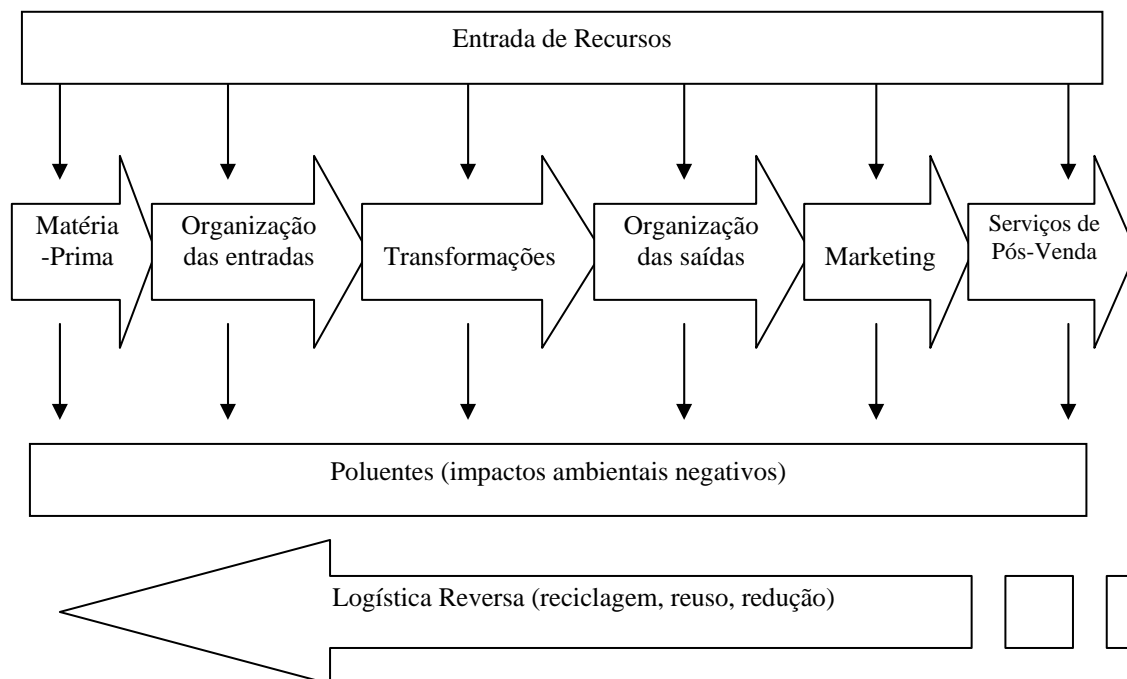 Entrada de Recursos
Matéria
-Prima
Organização
das entradas
Transformações
Organização
das saídas
Marketing
Serviços de
Pós-Venda
Poluentes (impactos ambientais negativos)
Logística Reversa (reciclagem, reuso, redução)